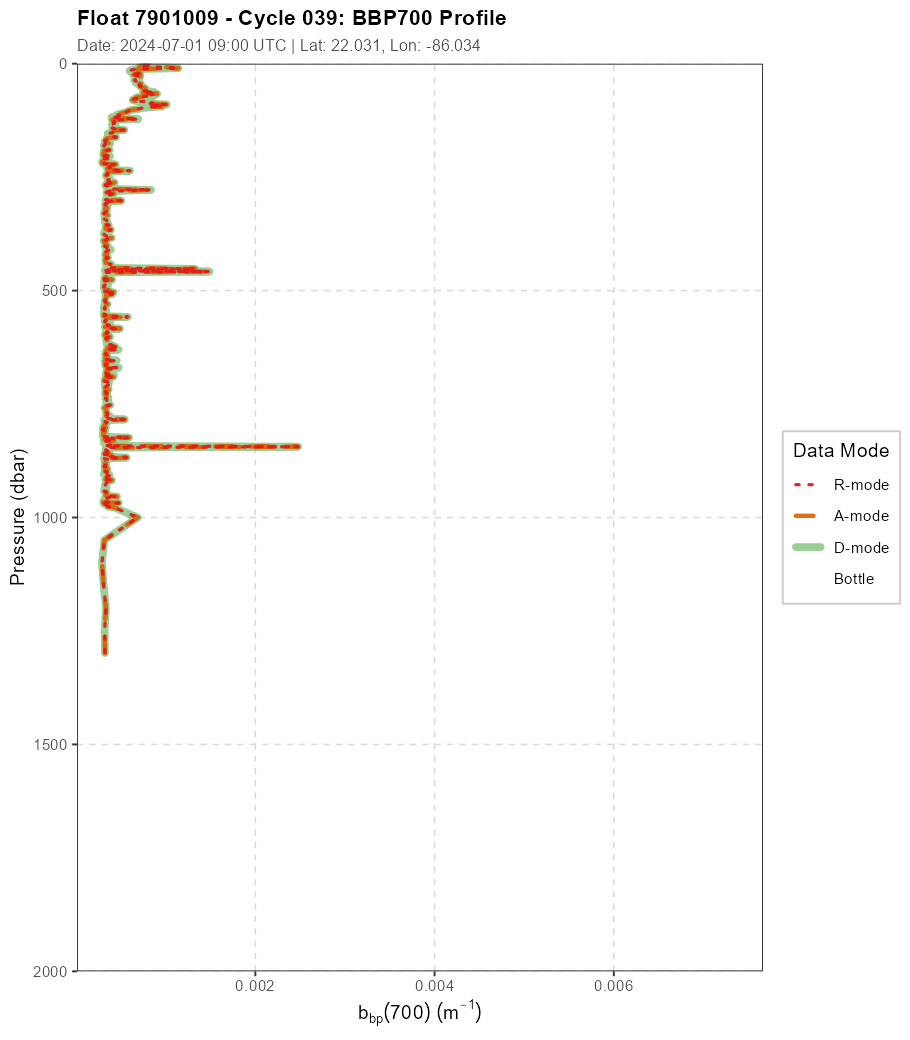 Float 7901009 - Cycle 039: BBP700 Profile
Date: 2024-07-01 09:00 UTC | Lat: 22.031, Lon: -86.034
0
500
1000
1500
2000
Pressure (dbar)
0.002
0.004
0.006
b_bp(700) (m⁻¹)
Data Mode
R-mode
A-mode
D-mode
Bottle